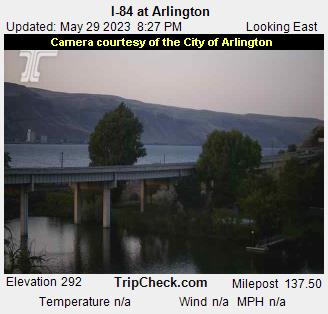 I-84 at Arlington
Updated: May 29 2023 8:27 PM Looking East
Camera courtesy of the City of Arlington
Elevation 292 TripCheck.com Milepost 137.50
Temperature n/a Wind n/a MPH n/a